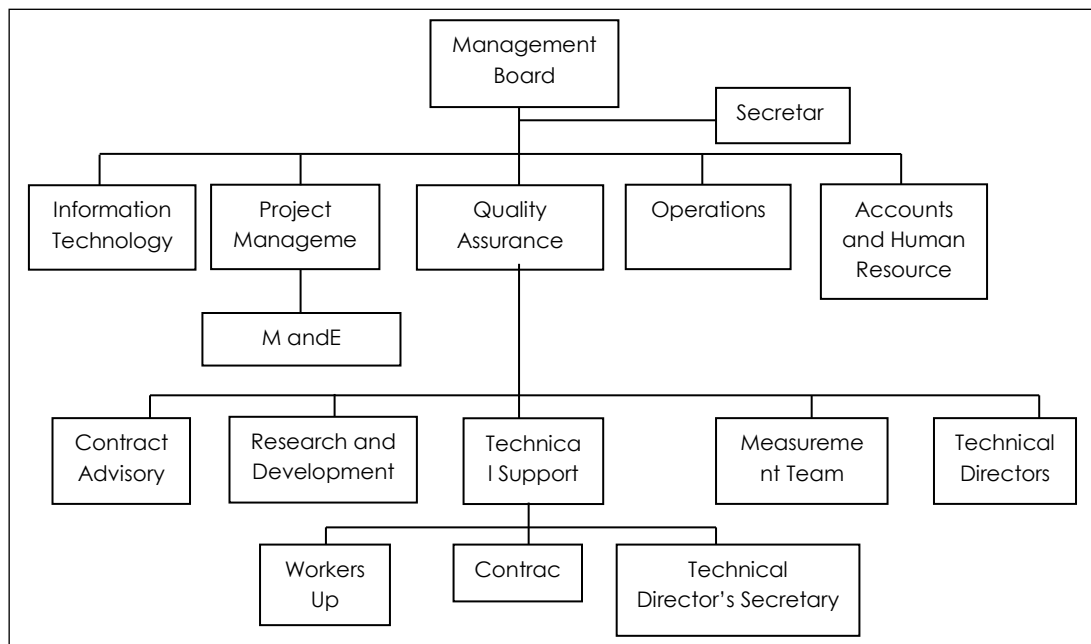 Management
Board
Secretar
Information
Technology
Project
Manageme
Quality
Assurance
Operations
Accounts
and Human
Resource
M andE
Contract
Advisory
Research and
Development
Technica
l Support
Measureme
nt Team
Technical
Directors
Workers
Up
Contrac
Technical
Director’s Secretary